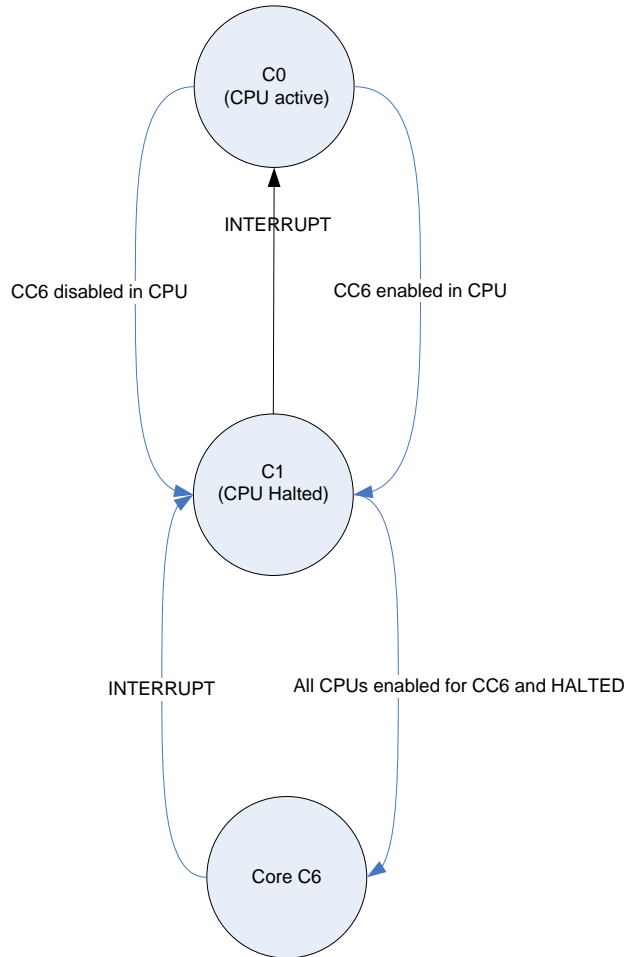 C0
(CPU active)
INTERRUPT
CC6 disabled in CPU
CC6 enabled in CPU
C1
(CPU Halted)
INTERRUPT
All CPUs enabled for CC6 and HALTED
Core C6